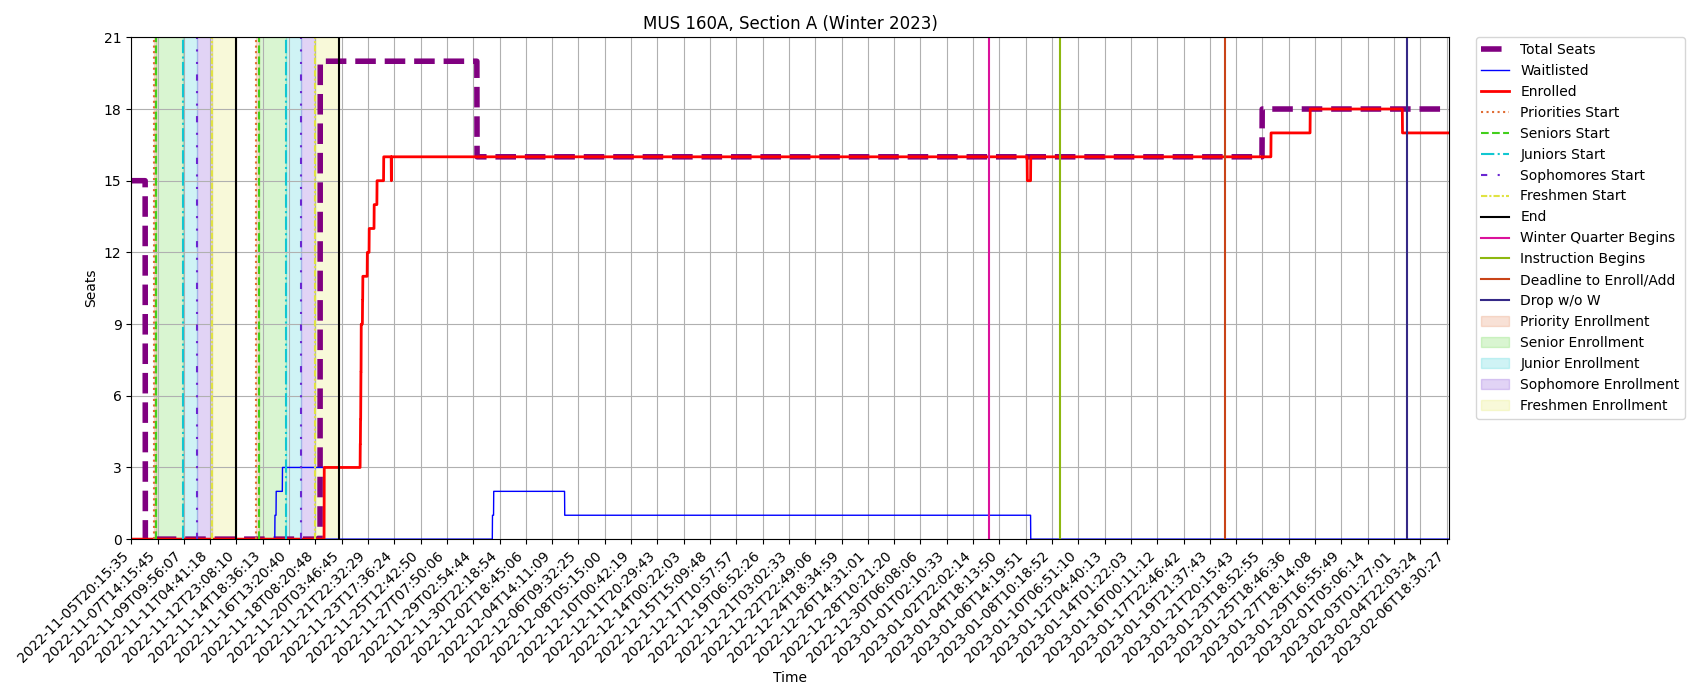 MUS 160A, Section A (Winter 2023)
21
18
15
12
9
6
3
0
Seats
2022-11-05T20:15:35
2022-11-07T14:15:45
2022-11-09T09:56:07
2022-11-11T04:41:18
2022-11-12T23:08:16
2022-11-14T18:36:13
2022-11-16T13:20:40
2022-11-18T08:20:48
2022-11-20T03:46:45
2022-11-21T22:32:29
2022-11-23T17:36:24
2022-11-25T12:42:50
2022-11-27T07:50:06
2022-11-29T02:54:44
2022-11-30T22:18:54
2022-12-02T18:45:06
2022-12-04T14:11:09
2022-12-06T09:32:25
2022-12-08T05:15:00
2022-12-10T00:42:19
2022-12-11T20:29:43
2022-12-14T00:22:03
2022-12-15T15:09:48
2022-12-17T10:57:57
2022-12-19T06:52:26
2022-12-21T03:02:33
2022-12-22T22:49:06
2022-12-24T18:34:59
2022-12-26T14:31:01
2022-12-28T10:21:20
2022-12-30T06:08:06
2023-01-01T02:10:33
2023-01-02T22:02:14
2023-01-04T18:13:50
2023-01-06T14:19:51
2023-01-08T10:18:52
2023-01-10T06:51:10
2023-01-12T04:40:13
2023-01-14T01:22:03
2023-01-16T00:11:12
2023-01-17T22:46:42
2023-01-19T21:37:43
2023-01-21T20:15:43
2023-01-23T18:52:55
2023-01-25T18:46:36
2023-01-27T18:14:08
2023-01-29T16:55:49
2023-02-01T05:06:14
2023-02-03T01:27:01
2023-02-04T22:03:24
2023-02-06T18:30:27
Time
Total Seats
Waitlisted
Enrolled
Priorities Start
Seniors Start
Juniors Start
Sophomores Start
Freshmen Start
End
Winter Quarter Begins
Instruction Begins
Deadline to Enroll/Add
Drop w/o W
Priority Enrollment
Senior Enrollment
Junior Enrollment
Sophomore Enrollment
Freshmen Enrollment